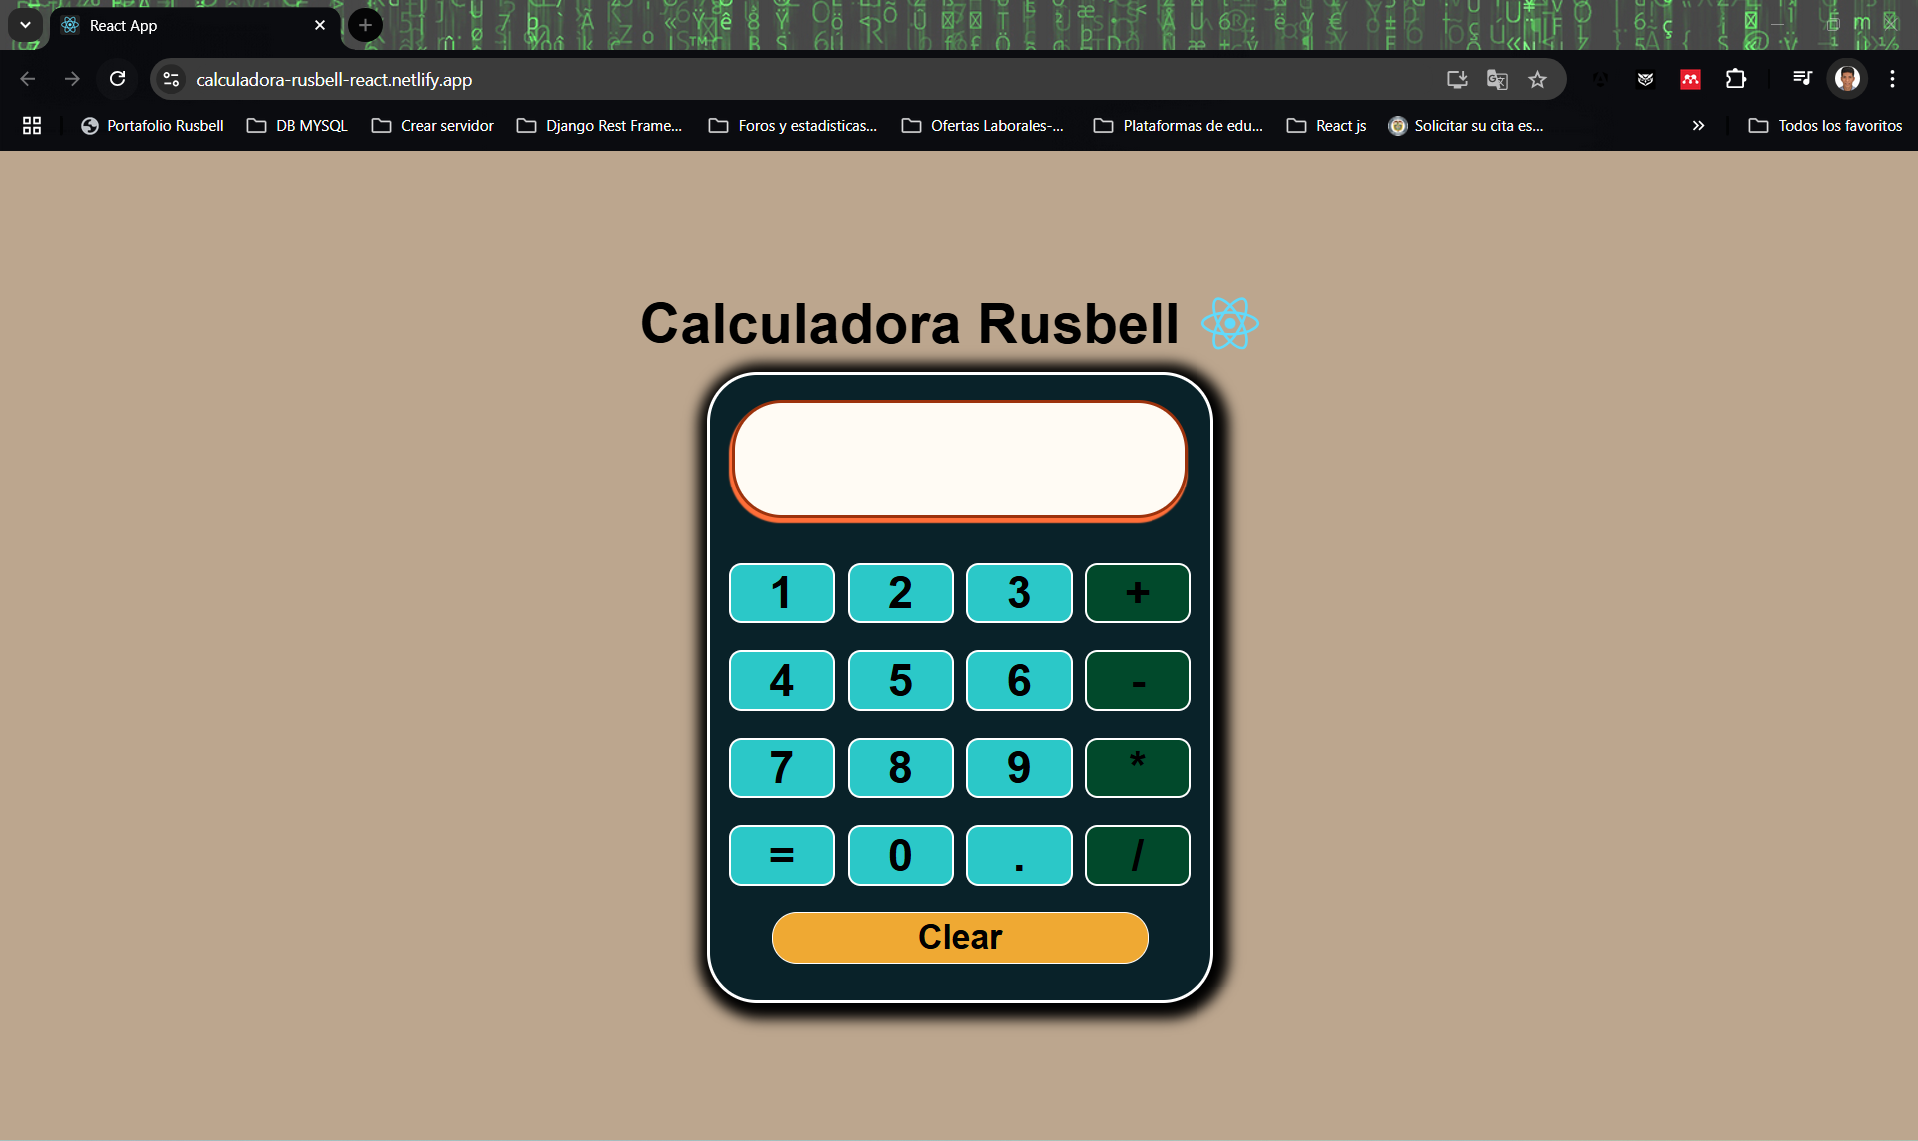 React App
calculadora-rusbell-react.netlify.app
Portafolio Rusbell DB MYSQL Crear servidor Django Rest Frame... Foros y estadisticas... Ofertas Laborales-... Plataformas de edu... React js Solicitar su cita es... Todos los favoritos
Calculadora Rusbell
1 2 3 +
4 5 6 -
7 8 9 *
= 0 . /
Clear